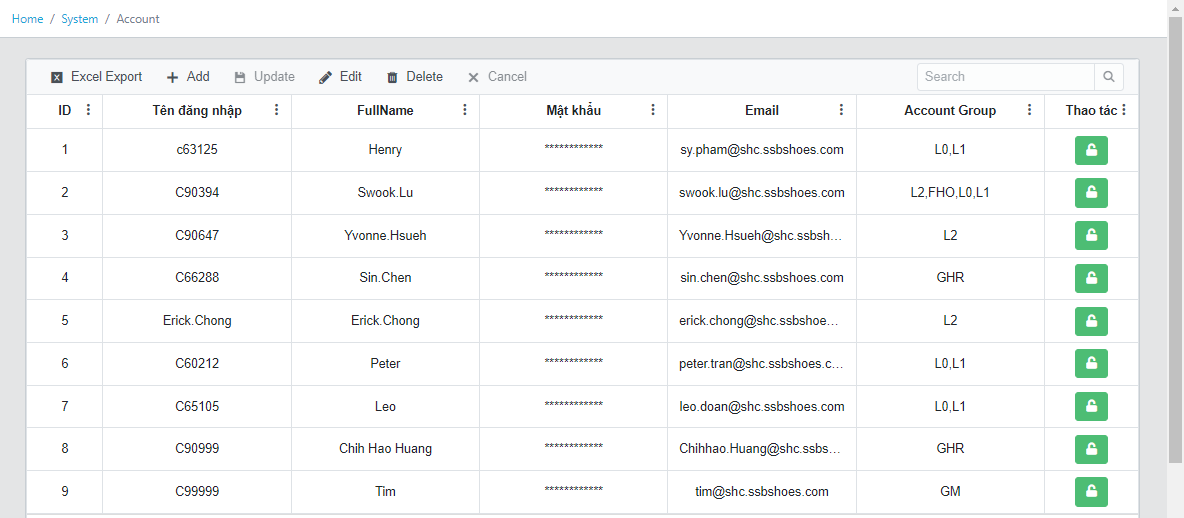 Home / System / Account
Excel Export Add Update Edit Delete Cancel Search
ID Tên đăng nhập FullName Mật khẩu Email Account Group Thao tác
1 c63125 Henry ************ sy.pham@shc.ssbshoes.com L0,L1
2 C90394 Swook.Lu ************ swook.lu@shc.ssbshoes.com L2,FHO,L0,L1
3 C90647 Yvonne.Hsueh ************ Yvonne.Hsueh@shc.ssbsh… L2
4 C66288 Sin.Chen ************ sin.chen@shc.ssbshoes.com GHR
5 Erick.Chong Erick.Chong ************ erick.chong@shc.ssbshoe… L2
6 C60212 Peter ************ peter.tran@shc.ssbshoes.c… L0,L1
7 C65105 Leo ************ leo.doan@shc.ssbshoes.com L0,L1
8 C90999 Chih Hao Huang ************ Chihhao.Huang@shc.ssbs… GHR
9 C99999 Tim ************ tim@shc.ssbshoes.com GM